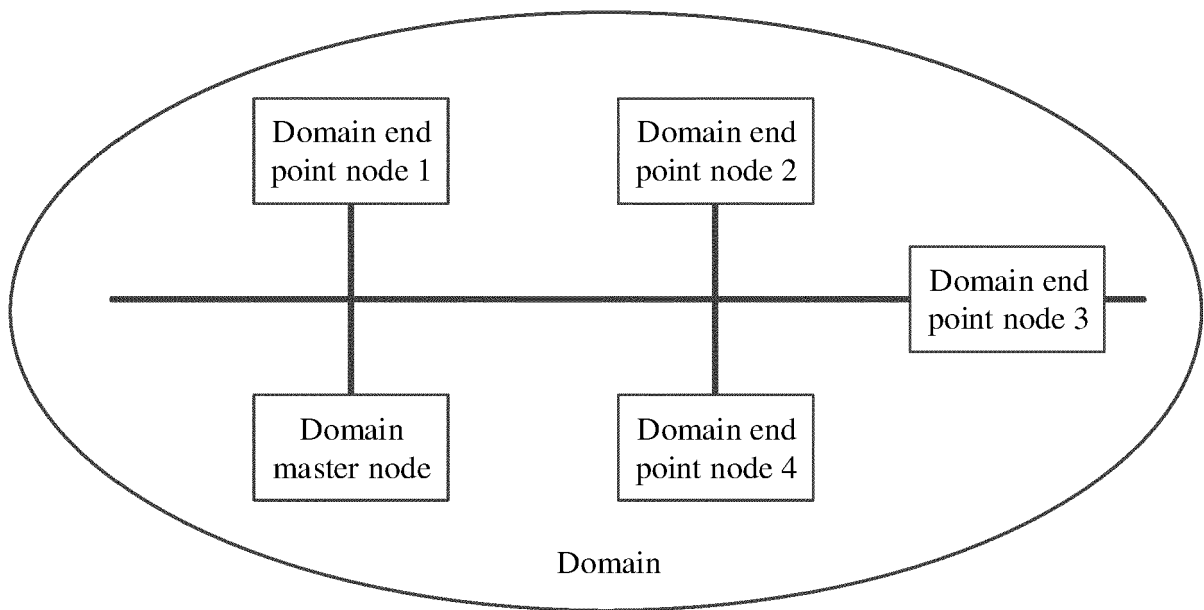 Domain end
point node 1
Domain end
point node 2
Domain end
point node 3
Domain
master node
Domain end
point node 4
Domain